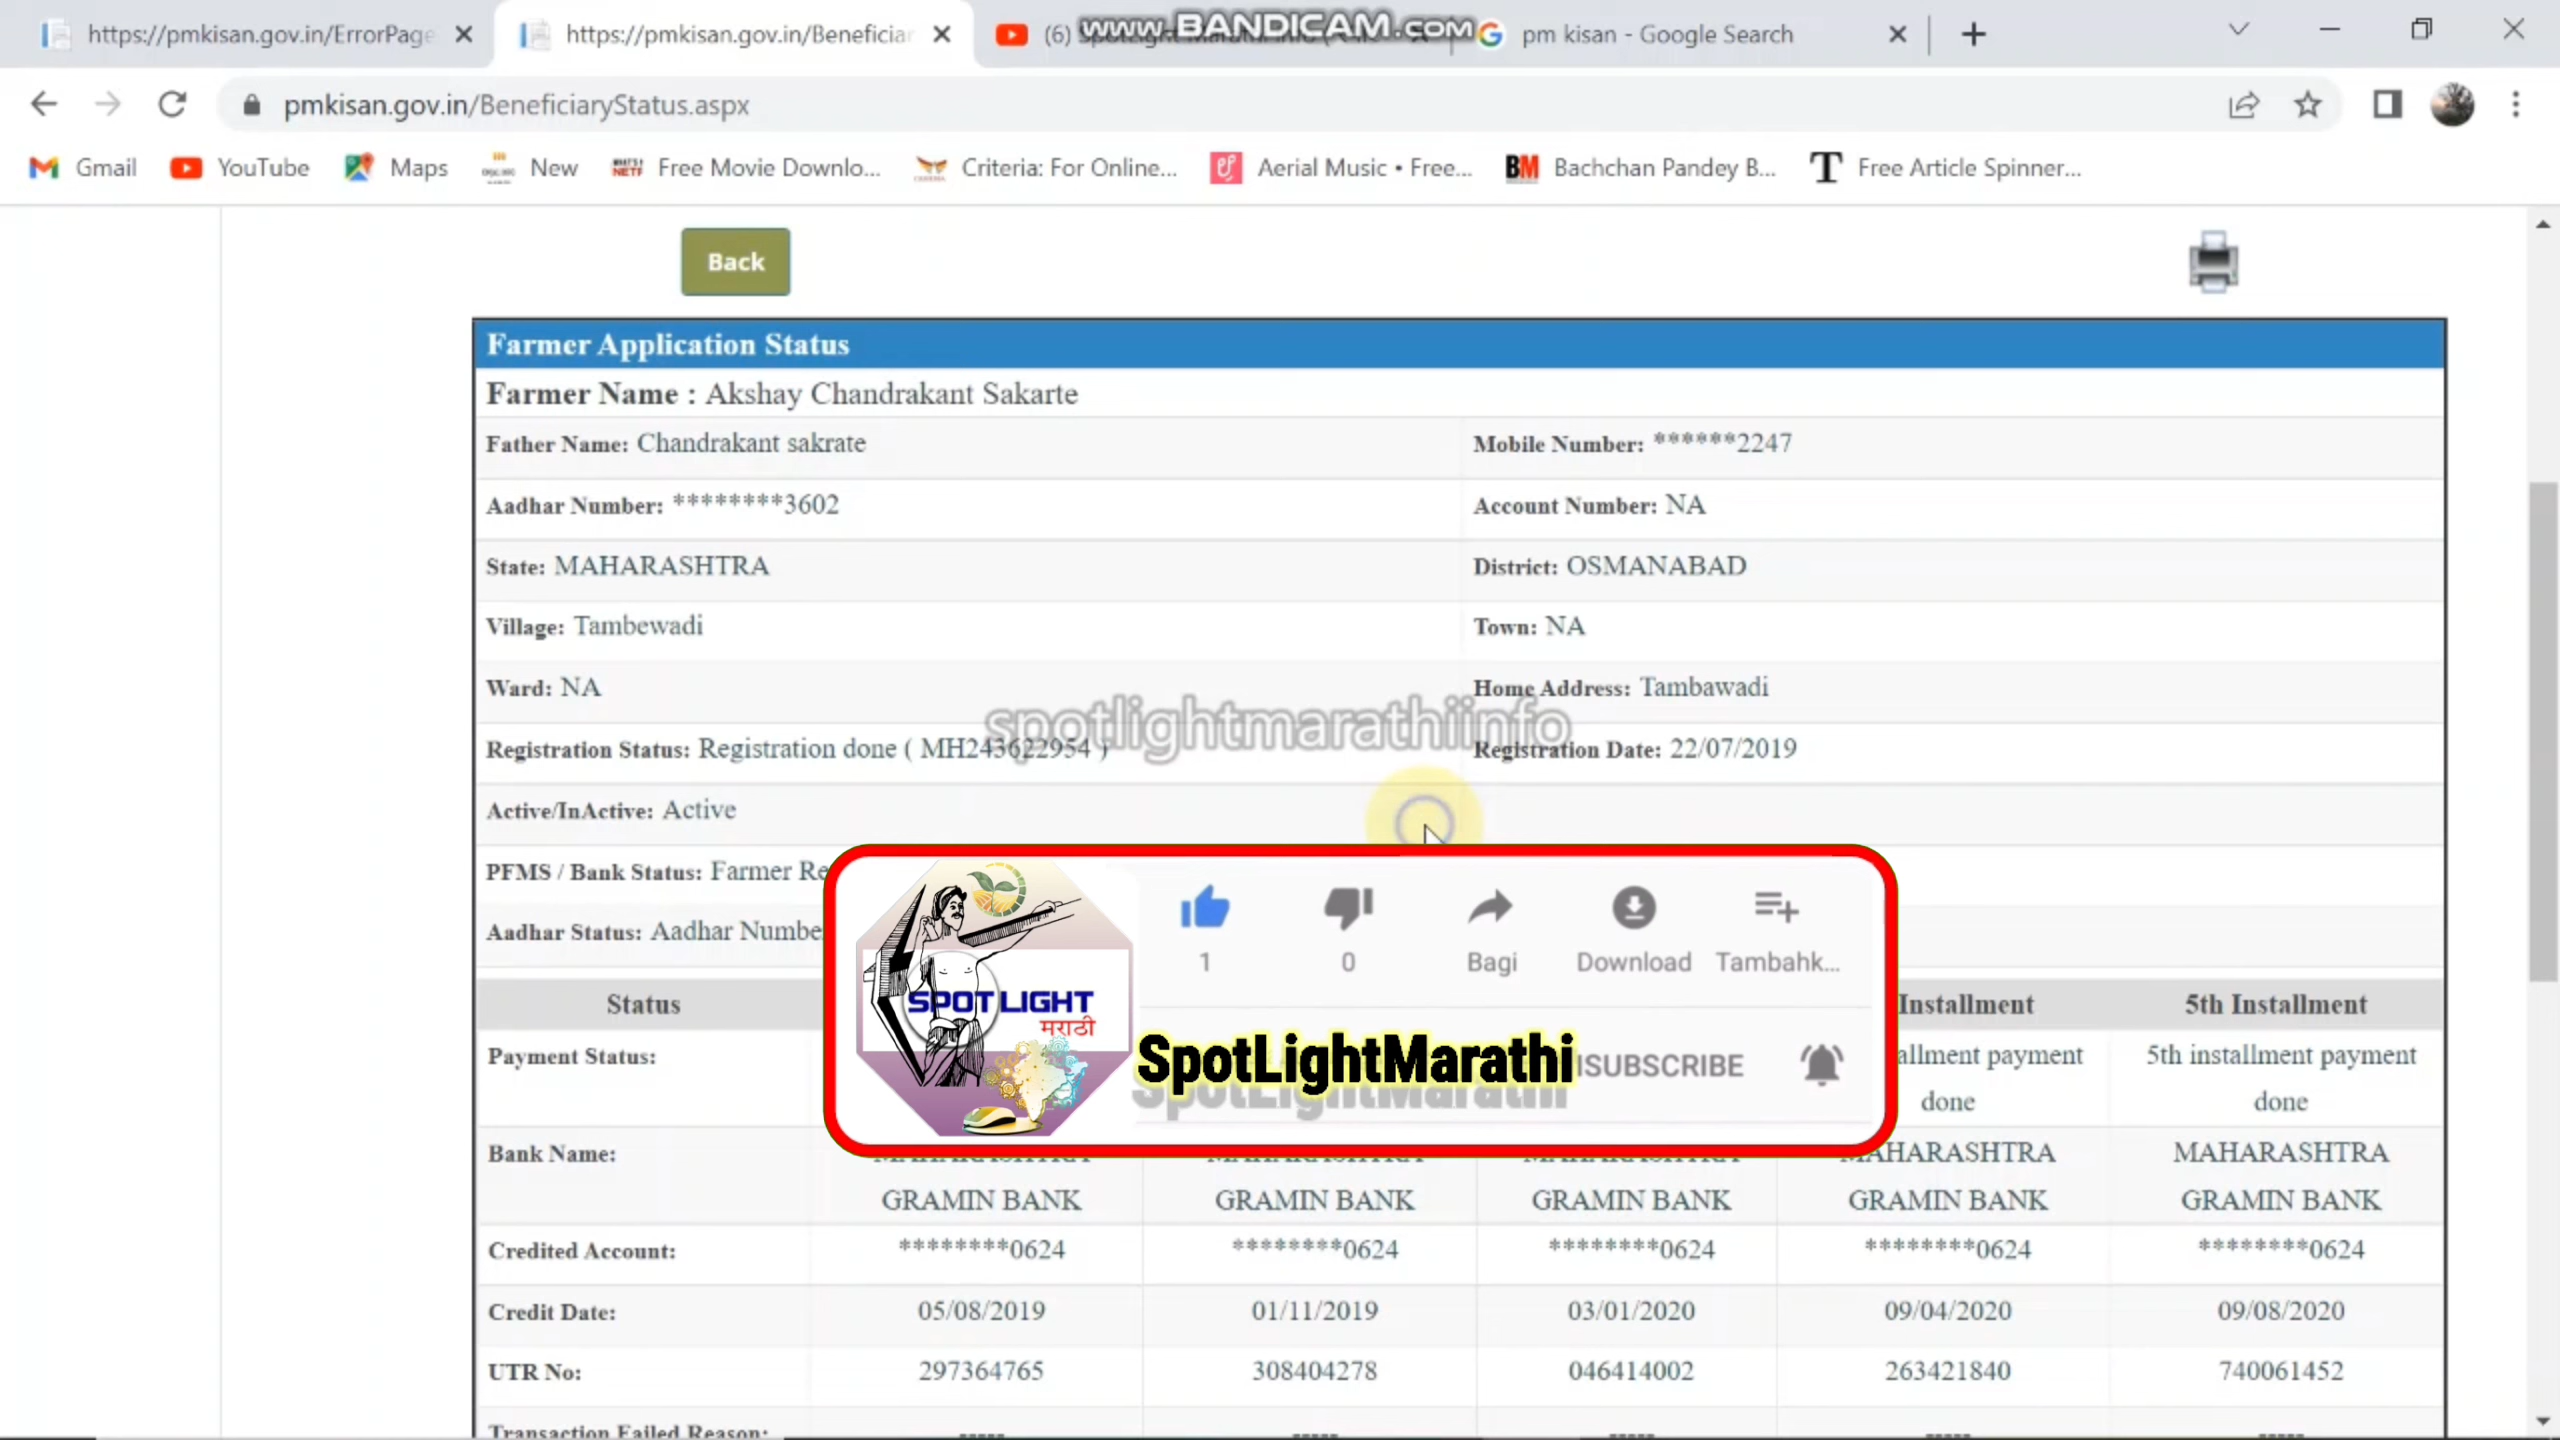 https://pmkisan.gov.in/ErrorPage
https://pmkisan.gov.in/Beneficiar
(6)
www.BANDICAM.com
pm kisan - Google Search
pmkisan.gov.in/BeneficiaryStatus.aspx
Gmail
YouTube
Maps
New
Free Movie Downlo...
Criteria: For Online...
Aerial Music • Free...
BM
Bachchan Pandey B...
T
Free Article Spinner...
Back
Farmer Application Status
Farmer Name : Akshay Chandrakant Sakarte
Father Name: Chandrakant sakrate
Mobile Number: ******2247
Aadhar Number: ********3602
Account Number: NA
State: MAHARASHTRA
District: OSMANABAD
Village: Tambewadi
Town: NA
Ward: NA
Home Address: Tambawadi
spotlightmarathiinfo
Registration Status: Registration done ( MH243622954 )
Registration Date: 22/07/2019
Active/InActive: Active
PFMS / Bank Status: Farmer Re
Aadhar Status: Aadhar Numbe
1
0
Bagi
Download
Tambahk...
SPOT LIGHT
मराठी
SpotLightMarathi
SUBSCRIBE
Status
Installment
5th Installment
Payment Status:
allment payment
done
5th installment payment
done
Bank Name:
MAHARASHTRA
GRAMIN BANK
MAHARASHTRA
GRAMIN BANK
MAHARASHTRA
GRAMIN BANK
MAHARASHTRA
GRAMIN BANK
MAHARASHTRA
GRAMIN BANK
Credited Account:
********0624
********0624
********0624
********0624
********0624
Credit Date:
05/08/2019
01/11/2019
03/01/2020
09/04/2020
09/08/2020
UTR No:
297364765
308404278
046414002
263421840
740061452
Transaction Failed Reason:
-----
-----
-----
-----
-----